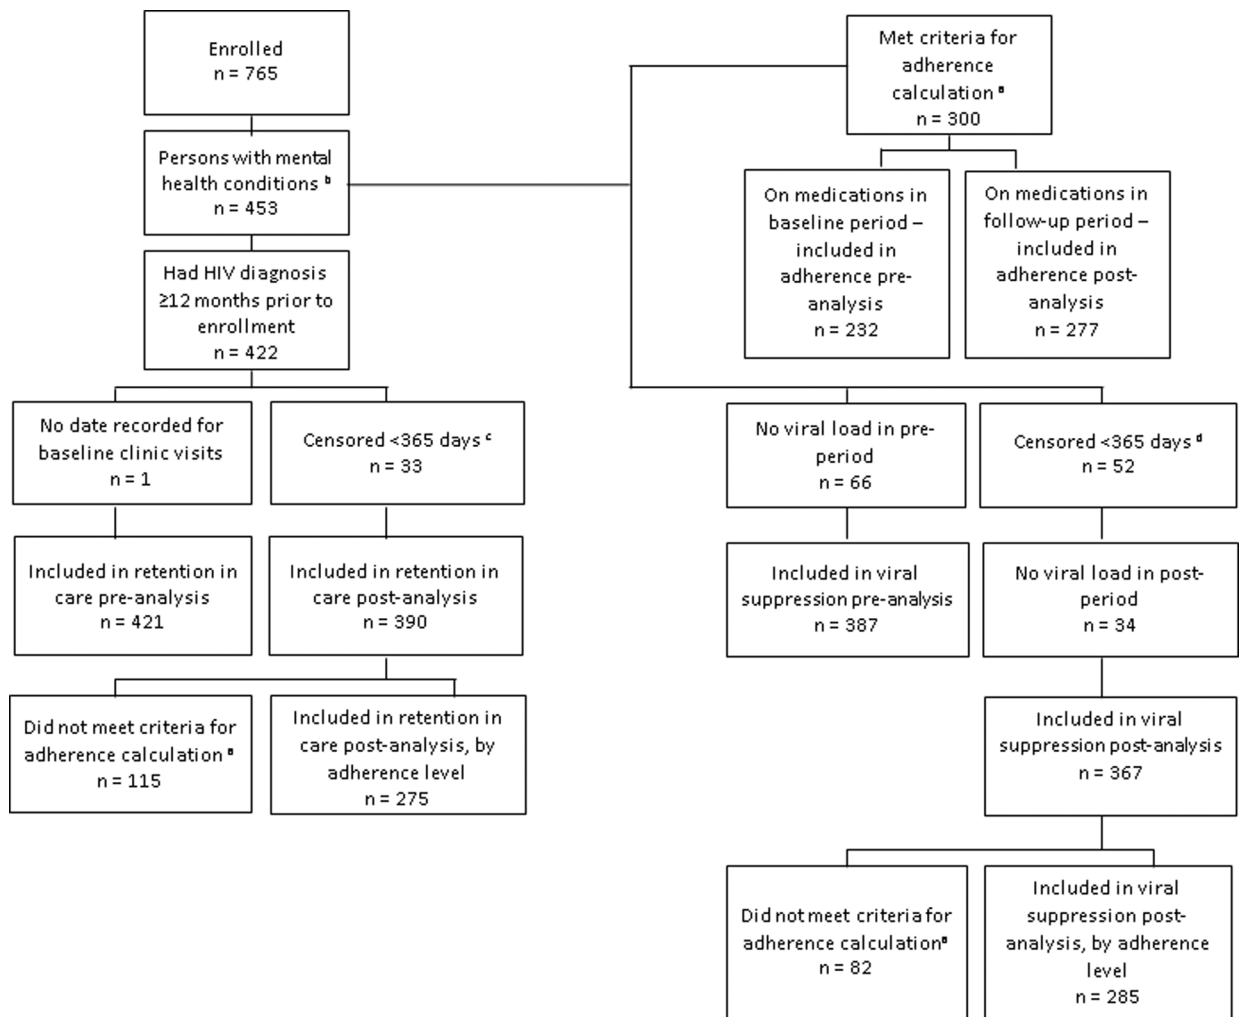 Enrolled
n = 765
Persons with mental
health conditions ᵇ
n = 453
Had HIV diagnosis
≥12 months prior to
enrollment
n = 422
No date recorded for
baseline clinic visits
n = 1
Censored <365 days ᶜ
n = 33
Included in retention in
care pre-analysis
n = 421
Included in retention in
care post-analysis
n = 390
Did not meet criteria for
adherence calculation ᵃ
n = 115
Included in retention in
care post-analysis, by
adherence level
n = 275
Met criteria for
adherence
calculation ᵃ
n = 300
On medications in
baseline period –
included in
adherence pre-
analysis
n = 232
On medications in
follow-up period –
included in
adherence post-
analysis
n = 277
No viral load in pre-
period
n = 66
Censored <365 days ᵈ
n = 52
Included in viral
suppression pre-analysis
n = 387
No viral load in post-
period
n = 34
Included in viral
suppression post-analysis
n = 367
Did not meet criteria for
adherence calculationᵃ
n = 82
Included in viral
suppression post-
analysis, by adherence
level
n = 285